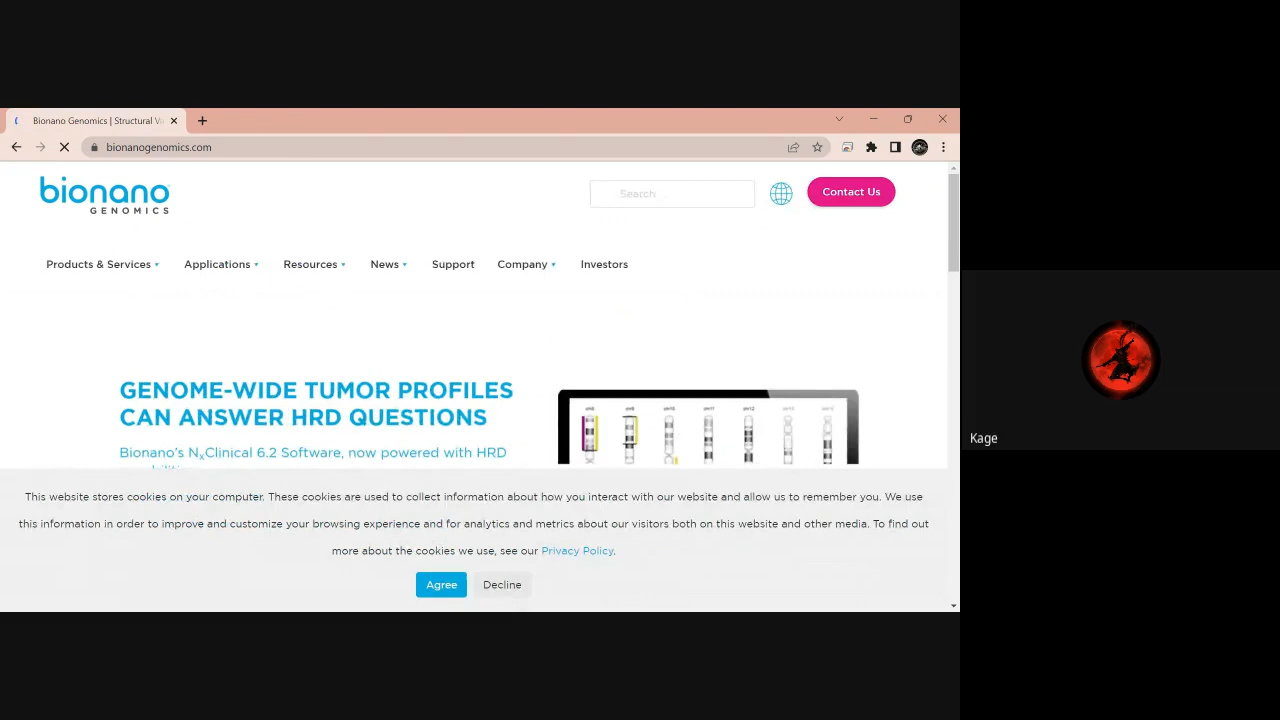 Bionano Genomics | Structural Va
bionanogenomics.com
bionano
GENOMICS
Search
Contact Us
Products & Services
Applications
Resources
News
Support
Company
Investors
GENOME-WIDE TUMOR PROFILES
CAN ANSWER HRD QUESTIONS
Bionano's NxClinical 6.2 Software, now powered with HRD
This website stores cookies on your computer. These cookies are used to collect information about how you interact with our website and allow us to remember you. We use
this information in order to improve and customize your browsing experience and for analytics and metrics about our visitors both on this website and other media. To find out
more about the cookies we use, see our Privacy Policy.
Agree
Decline
Kage